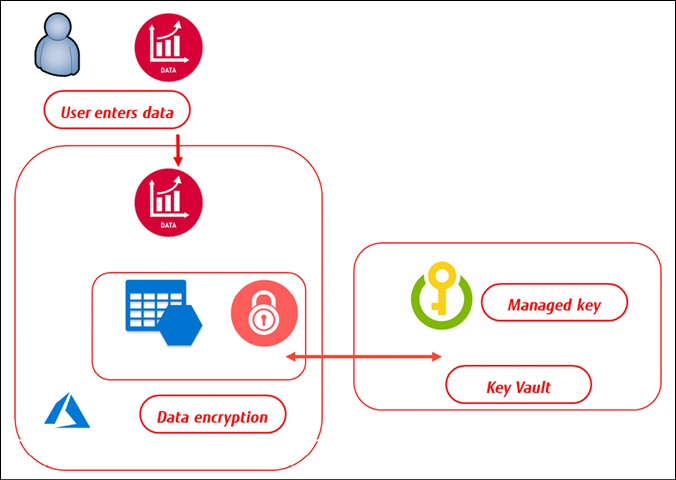 DATA
User enters data
DATA
Managed key
Key Vault
Data encryption